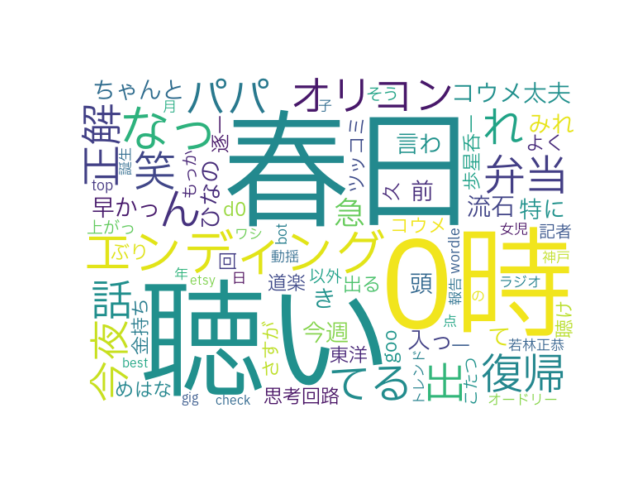 ちゃんと パパ オリコン そう コウメ太夫
月 子
正解 なっ 春日 ツッコミ 言わ れ みれ
誕生 もっか 笑 逐一 歩星呑一 弁当 よく
top ひなの 久 前
早かっ ん d0 急 流石 特に
上がっ ワシ bot コウメ 女児 記者
エンディング 0時
ぶり 回 動揺 頭 報告 wordle ラジオ 神戸
年 etsy 日 道楽 以外 出る の
今夜 話 金持ち 聴い き 聴け
さすが 今週 goo 点 て
best 東洋 入っ 一 若林正恭
めはな てる トレンド 出 こたつ 復帰
gig check 思考回路 オードリー